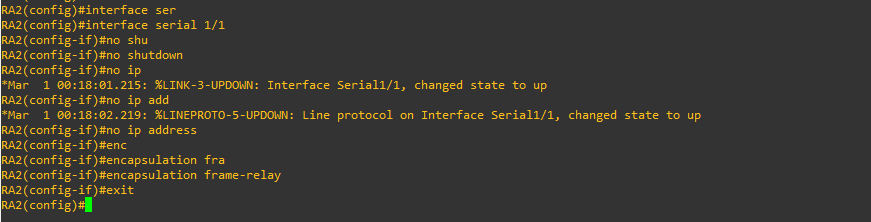 RA2(config)#interface ser
RA2(config)#interface serial 1/1
RA2(config-if)#no shu
RA2(config-if)#no shutdown
RA2(config-if)#no ip
*Mar  1 00:18:01.215: %LINK-3-UPDOWN: Interface Serial1/1, changed state to up
RA2(config-if)#no ip add
*Mar  1 00:18:02.219: %LINEPROTO-5-UPDOWN: Line protocol on Interface Serial1/1, changed state to up
RA2(config-if)#no ip address
RA2(config-if)#enc
RA2(config-if)#encapsulation fra
RA2(config-if)#encapsulation frame-relay
RA2(config-if)#exit
RA2(config)#